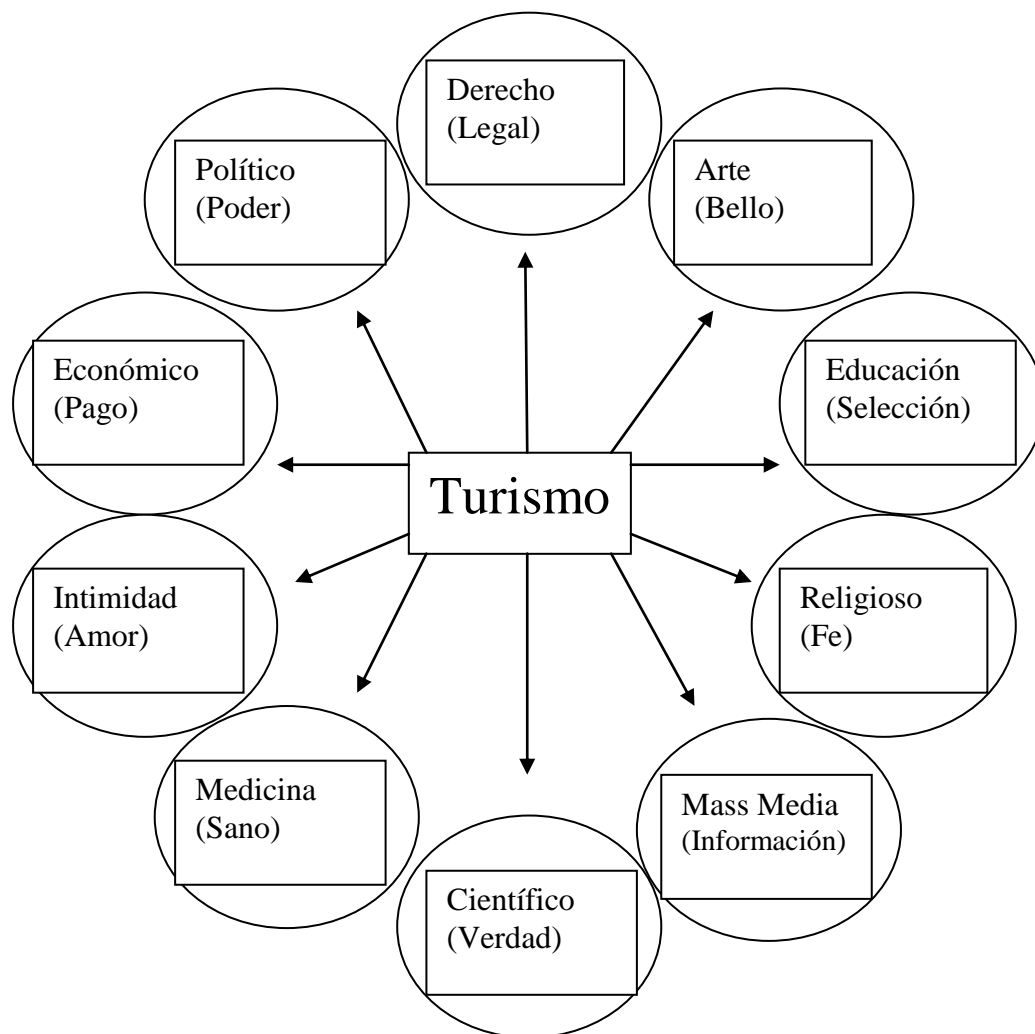 Derecho
(Legal)
Político
(Poder)
Arte
(Bello)
Económico
(Pago)
Educación
(Selección)
Turismo
Intimidad
(Amor)
Religioso
(Fe)
Medicina
(Sano)
Mass Media
(Información)
Científico
(Verdad)